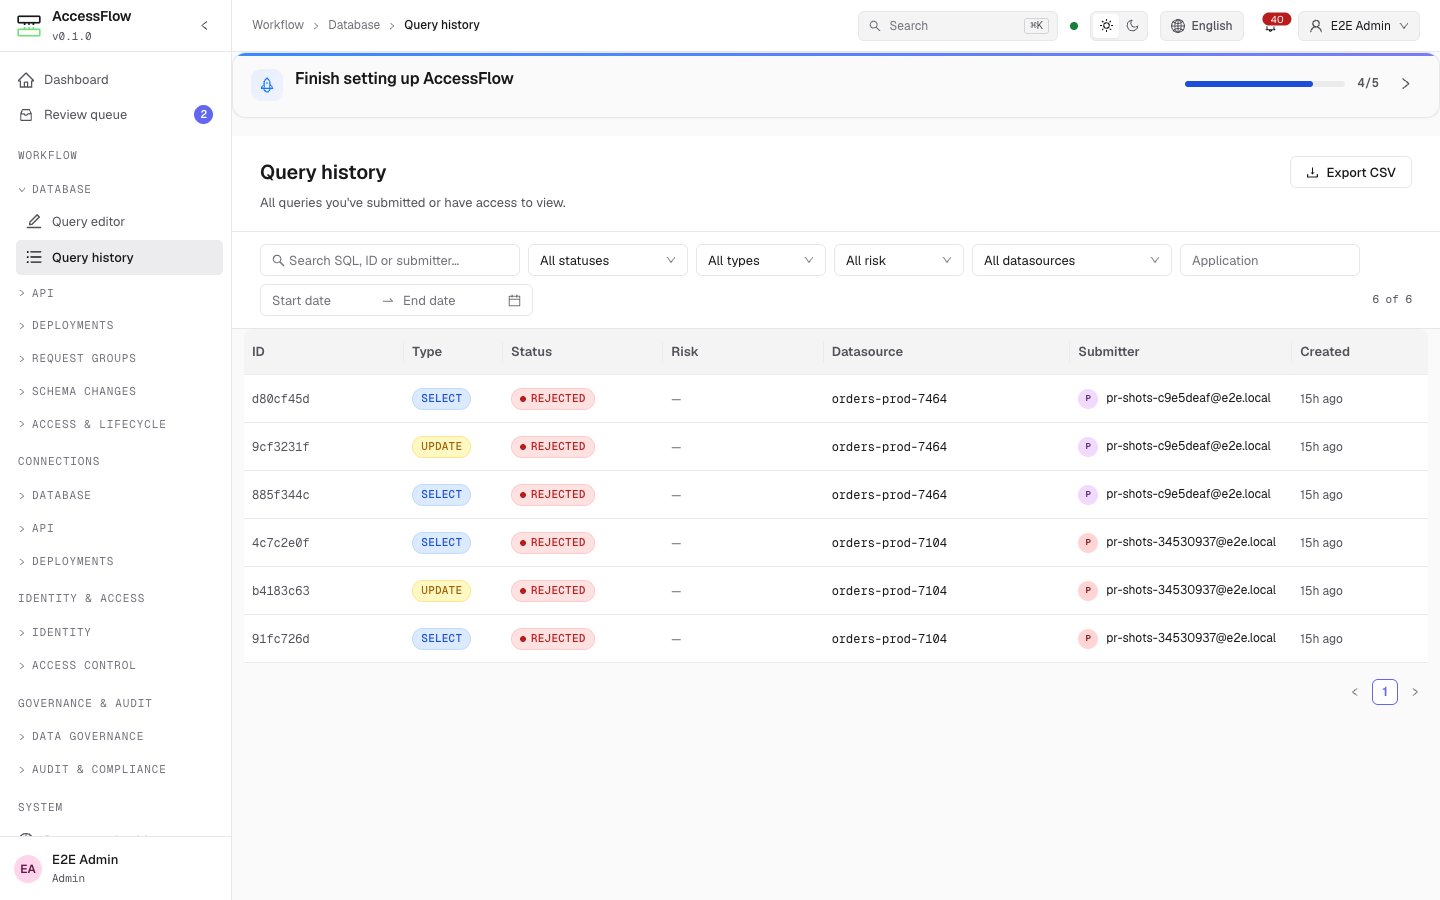 AccessFlow
v0.1.0
Dashboard
Review queue
2
WORKFLOW
DATABASE
Query editor
Query history
API
DEPLOYMENTS
REQUEST GROUPS
SCHEMA CHANGES
ACCESS & LIFECYCLE
CONNECTIONS
DATABASE
API
DEPLOYMENTS
IDENTITY & ACCESS
IDENTITY
ACCESS CONTROL
GOVERNANCE & AUDIT
DATA GOVERNANCE
AUDIT & COMPLIANCE
SYSTEM
EA
E2E Admin
Admin
Workflow > Database > Query history
Search
⌘K
English
40
E2E Admin
Finish setting up AccessFlow
4/5
Query history
All queries you've submitted or have access to view.
Export CSV
Search SQL, ID or submitter…
All statuses
All types
All risk
All datasources
Application
Start date → End date
6 of 6
ID Type Status Risk Datasource Submitter Created
d80cf45d SELECT REJECTED — orders-prod-7464 P pr-shots-c9e5deaf@e2e.local 15h ago
9cf3231f UPDATE REJECTED — orders-prod-7464 P pr-shots-c9e5deaf@e2e.local 15h ago
885f344c SELECT REJECTED — orders-prod-7464 P pr-shots-c9e5deaf@e2e.local 15h ago
4c7c2e0f SELECT REJECTED — orders-prod-7104 P pr-shots-34530937@e2e.local 15h ago
b4183c63 UPDATE REJECTED — orders-prod-7104 P pr-shots-34530937@e2e.local 15h ago
91fc726d SELECT REJECTED — orders-prod-7104 P pr-shots-34530937@e2e.local 15h ago
< 1 >